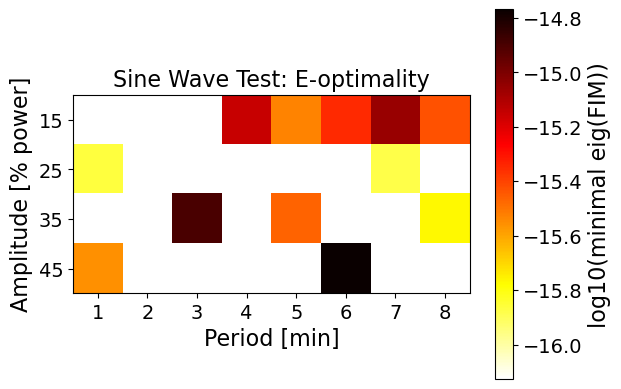 Sine Wave Test: E-optimality
Amplitude [% power]
15
25
35
45
1 2 3 4 5 6 7 8
Period [min]
−14.8
−15.0
−15.2
−15.4
−15.6
−15.8
−16.0
log10(minimal eig(FIM))